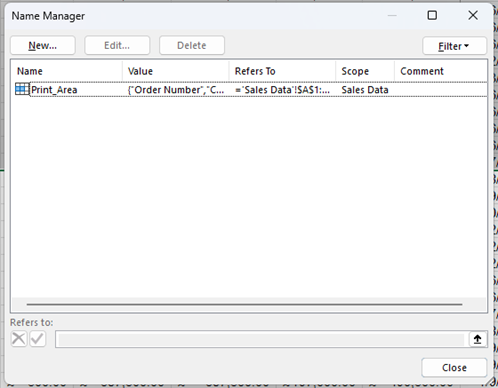 Name Manager
New... Edit... Delete Filter
Name Value Refers To Scope Comment
Print_Area {"Order Number","C... ='Sales Data'!$A$1:... Sales Data
Refers to:
Close